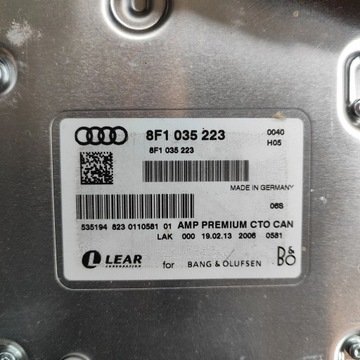 8F1 035 223 0040
8F1 035 223 H05
MADE IN GERMANY
06S
535194 823 0110581 01 AMP PREMIUM CTO CAN
LAK 000 19.02.13 2006 0581
LEAR for BANG & OLUFSEN B&O
CORPORATION